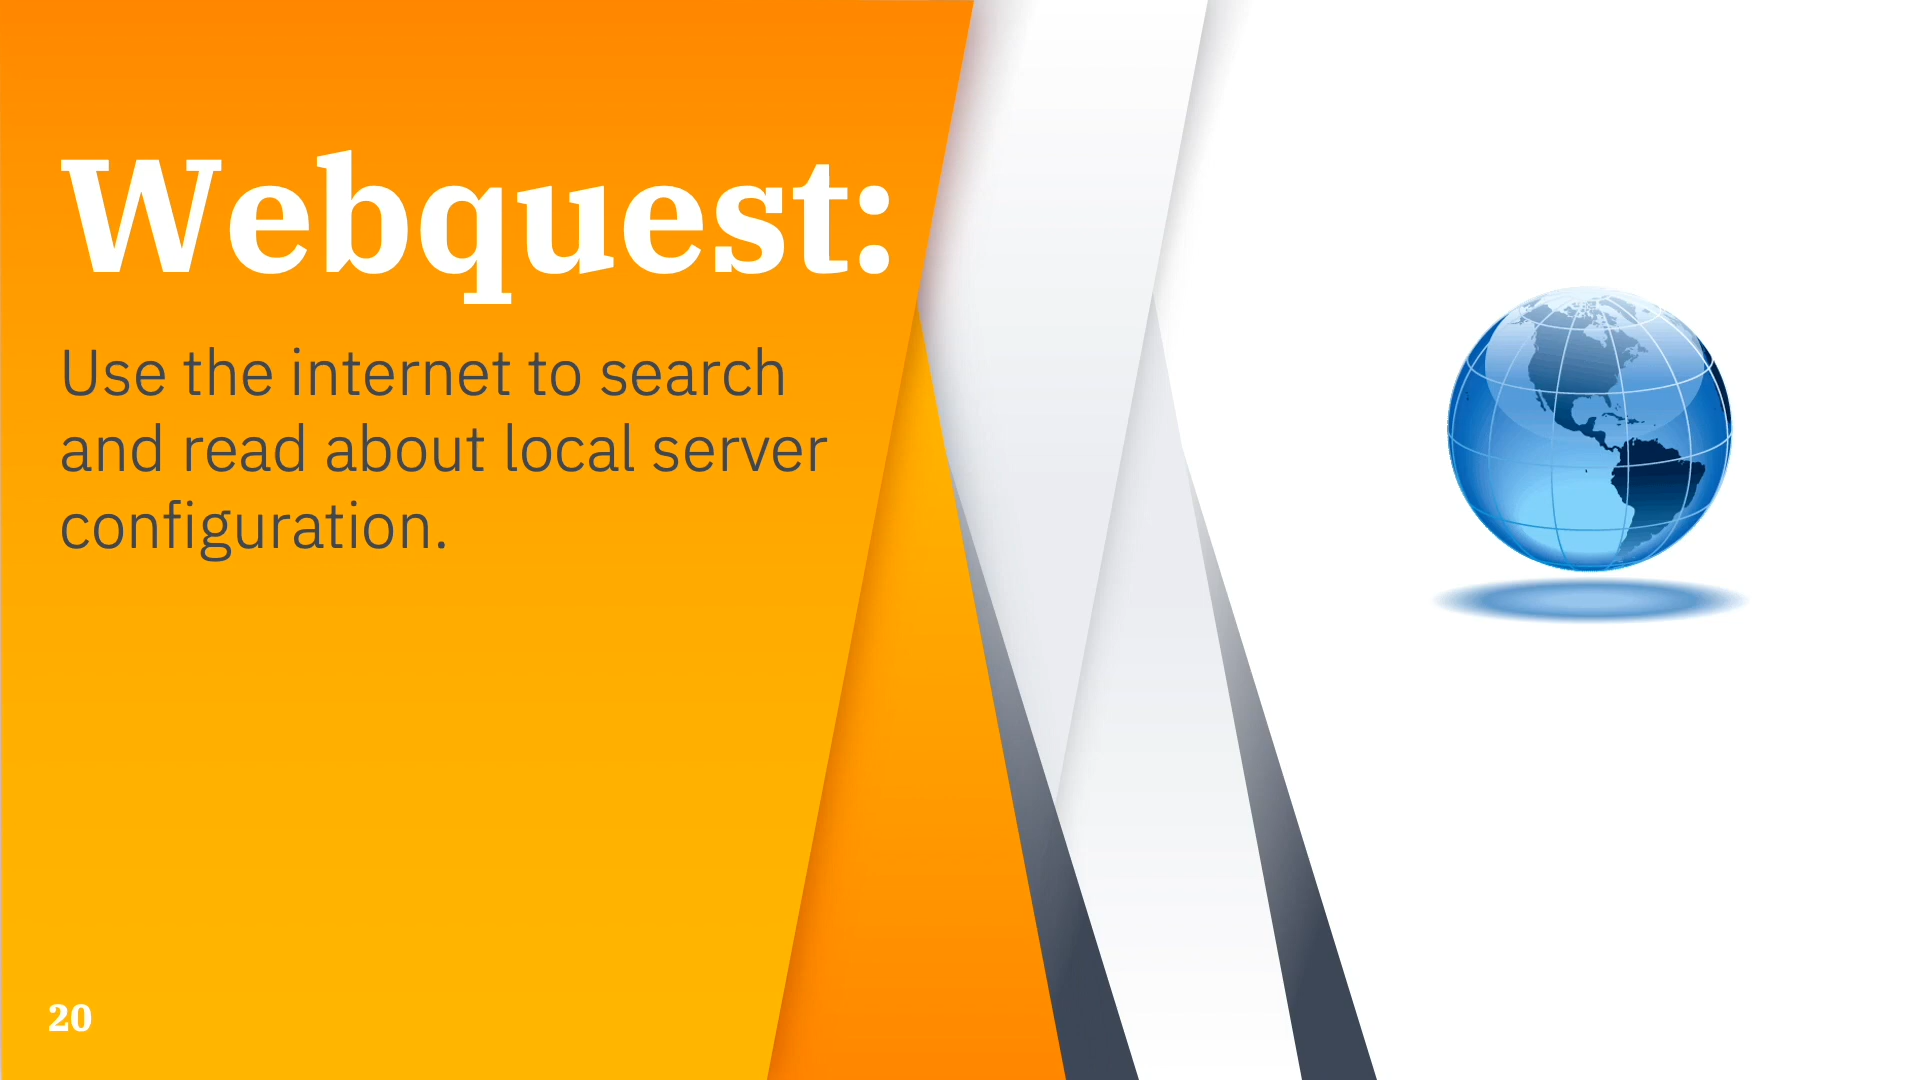 Webquest:
Use the internet to search
and read about local server
configuration.
20